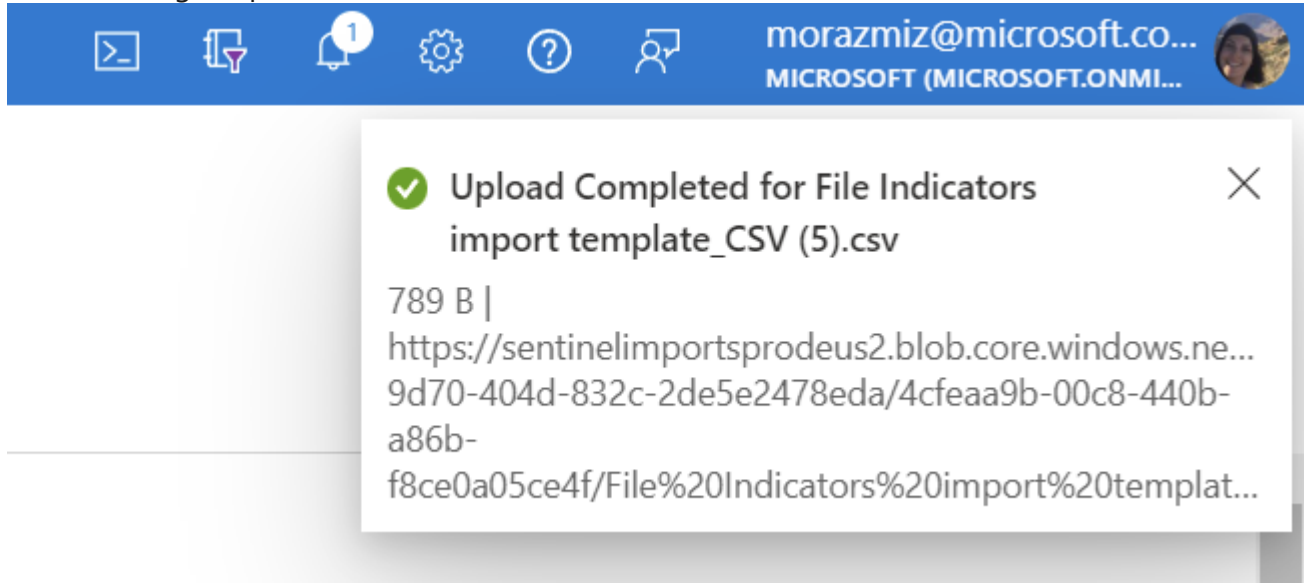 1
morazmiz@microsoft.co...
MICROSOFT (MICROSOFT.ONMI...
Upload Completed for File Indicators
import template_CSV (5).csv
789 B |
https://sentinelimportsprodeus2.blob.core.windows.ne...
9d70-404d-832c-2de5e2478eda/4cfeaa9b-00c8-440b-
a86b-
f8ce0a05ce4f/File%20Indicators%20import%20templat...